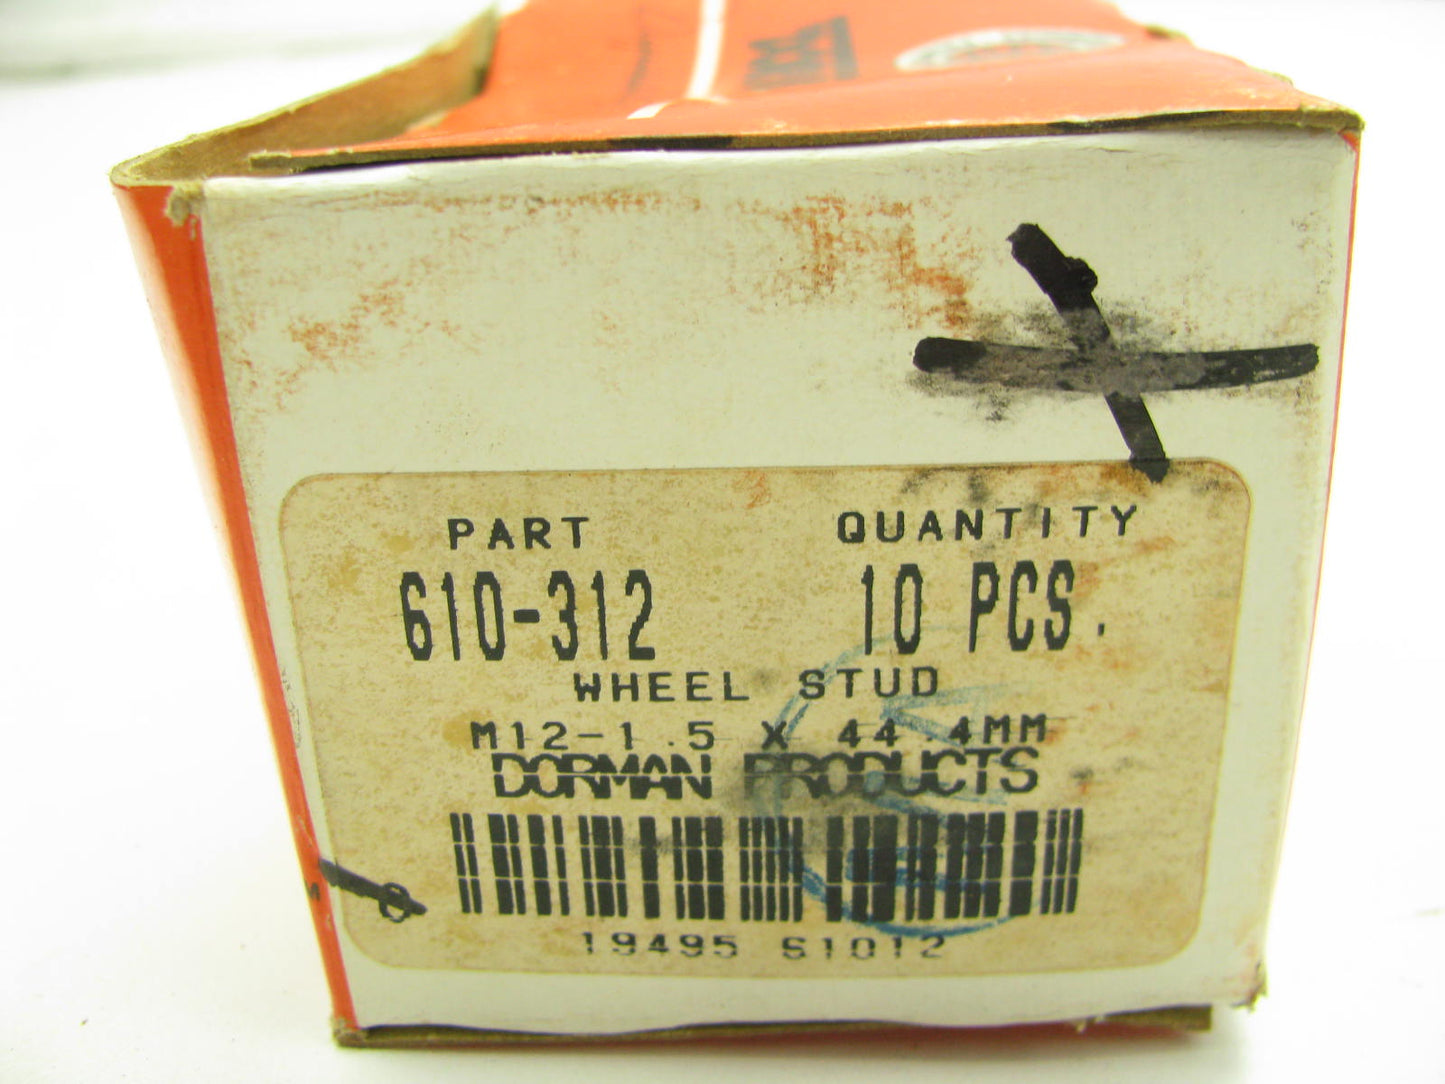 PART QUANTITY
610-312 10 PCS.
WHEEL STUD
M12-1.5 X 44.4MM
DORMAN PRODUCTS
19495 61012